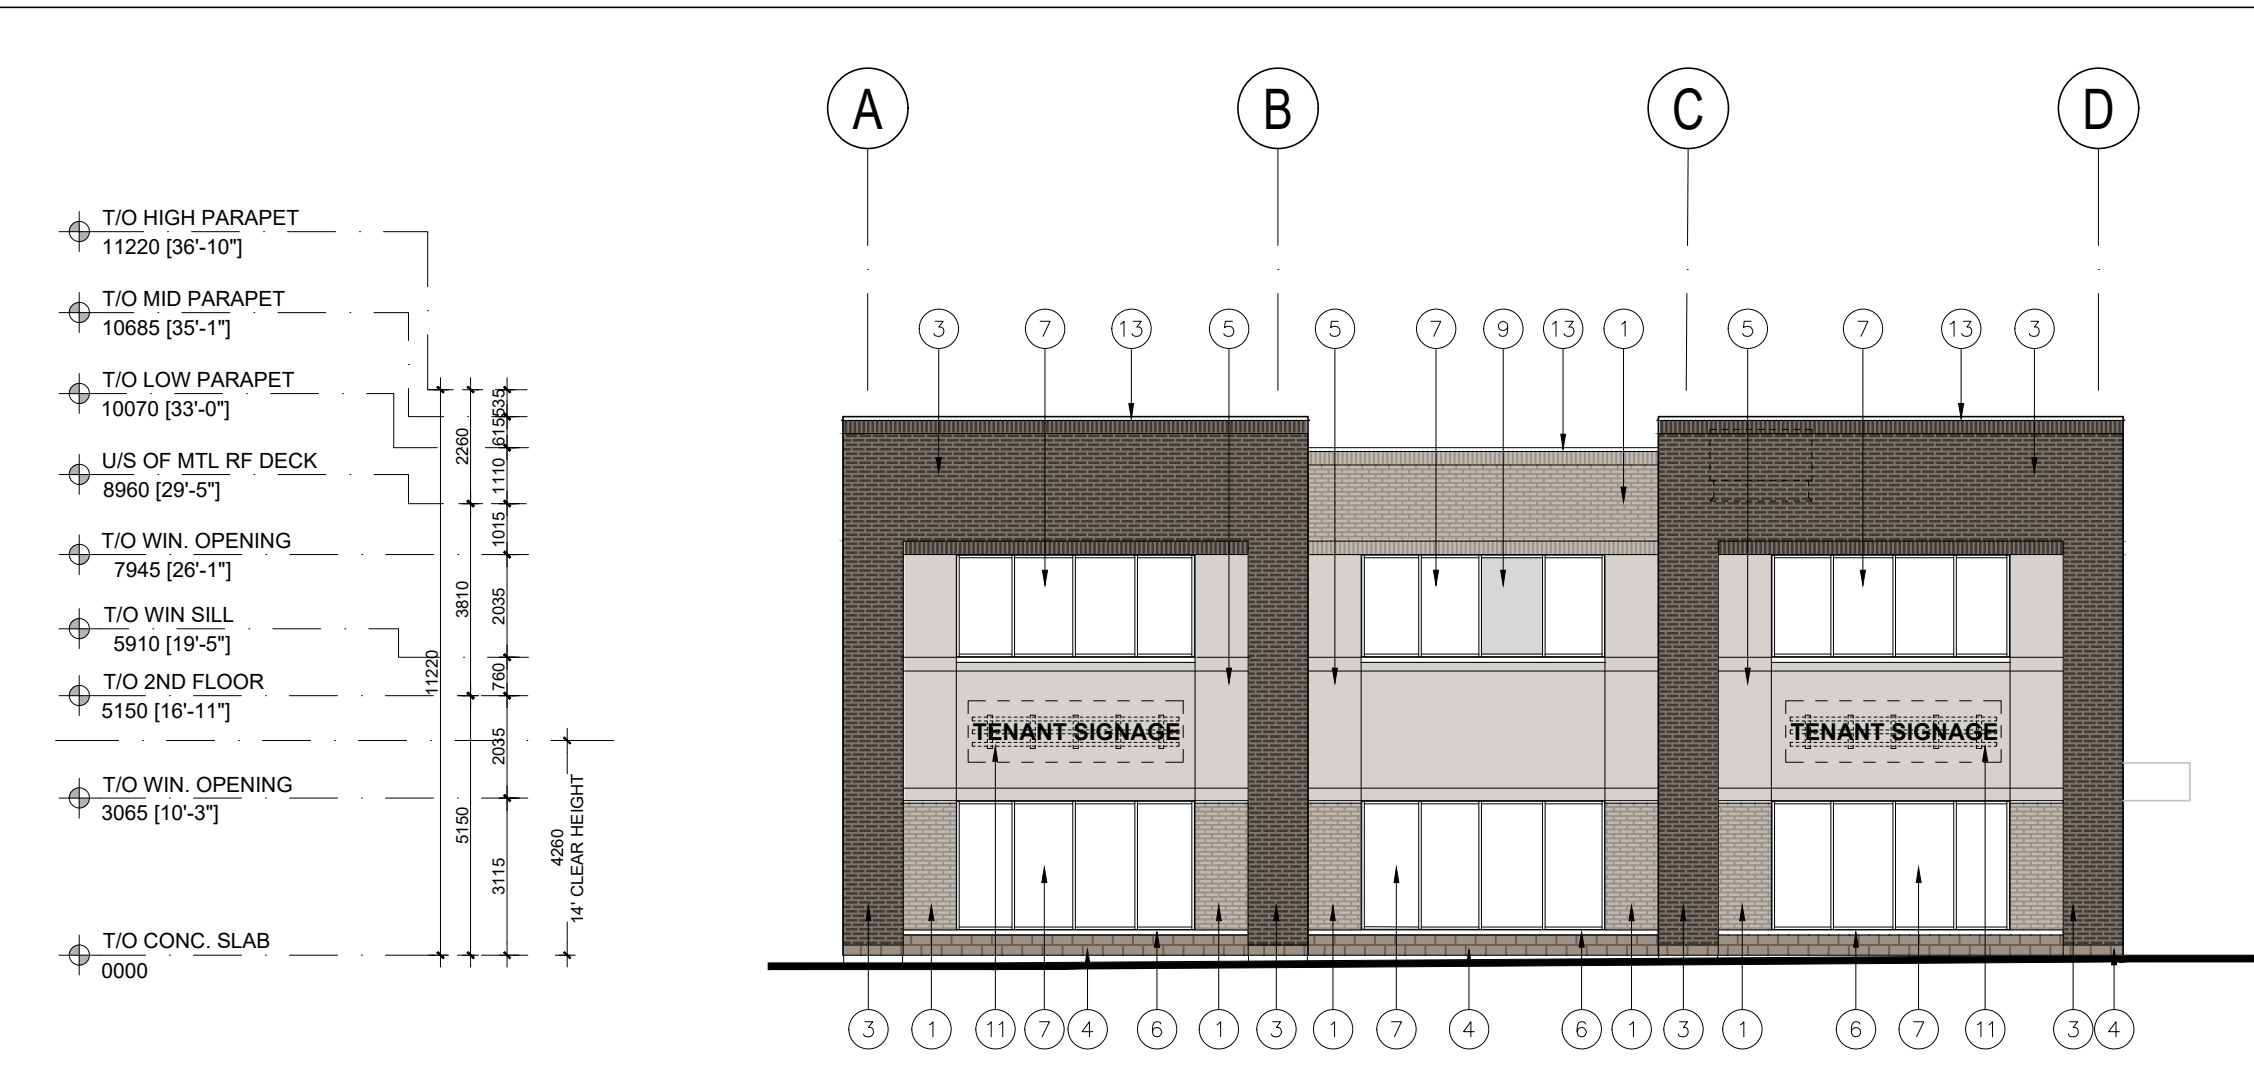 A B C D
T/O HIGH PARAPET
11220 [36'-10"]
T/O MID PARAPET
10685 [35'-1"]
T/O LOW PARAPET
10070 [33'-0"]
U/S OF MTL RF DECK
8960 [29'-5"]
T/O WIN. OPENING
7945 [26'-1"]
T/O WIN SILL
5910 [19'-5"]
T/O 2ND FLOOR
5150 [16'-11"]
T/O WIN. OPENING
3065 [10'-3"]
T/O CONC. SLAB
0000
11220
2260
3810
5150
535
615
1110
1015
2035
760
2035
3115
4260
14' CLEAR HEIGHT
3 7 13 5 5 7 9 13 1 5 7 13 3
TENANT SIGNAGE
TENANT SIGNAGE
3 1 11 7 4 6 1 3 1 7 4 6 1 3 1 6 7 11 3 4